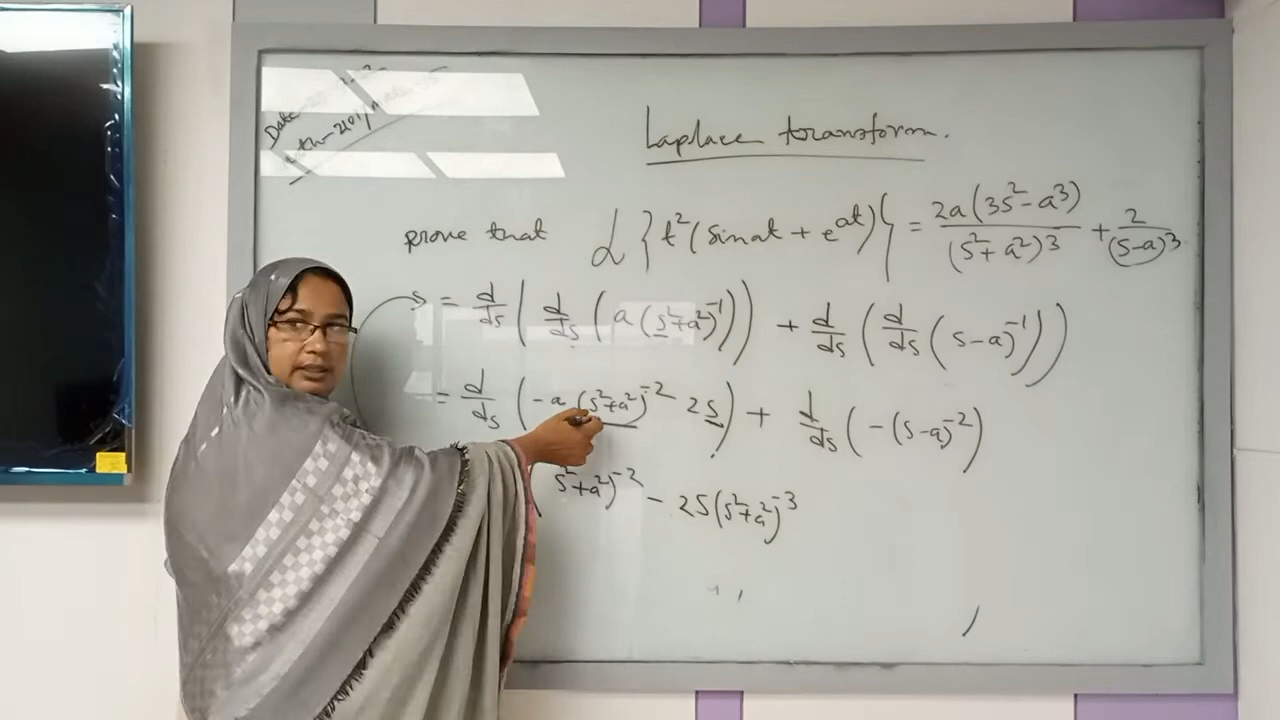 Date
Laplace transform.
prove that ℒ { t²(sinat + e^at) } = 2a(3s²-a³)/(s²+a²)³ + 2/(s-a)³
= d/ds ( d/ds ( a (s²+a²)^-1 ) ) + d/ds ( d/ds ( s-a )^-1 ) )
= d/ds ( -a (s²+a²)^-2 2s ) + d/ds ( -(s-a)^-2 )
s²+a²)^-2 - 2s(s²+a²)^-3